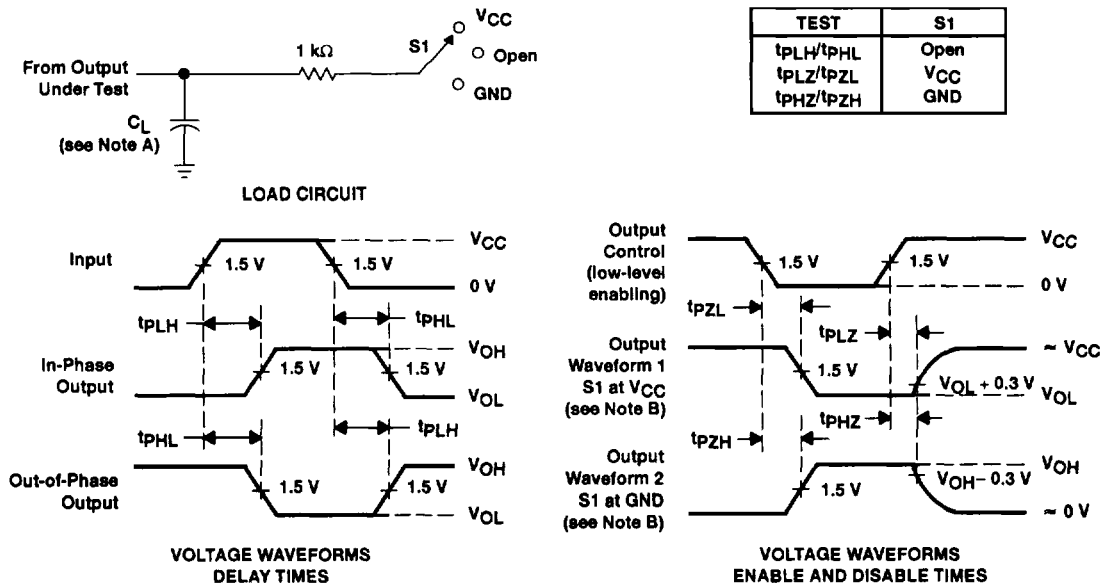 VCC
S1
1 kΩ
Open
From Output
Under Test
GND
CL
(see Note A)
LOAD CIRCUIT
TEST S1
tPLH/tPHL Open
tPLZ/tPZL VCC
tPHZ/tPZH GND
Input
1.5 V
1.5 V
VCC
0 V
tPLH
tPHL
In-Phase
Output
1.5 V
1.5 V
VOH
VOL
tPHL
tPLH
Out-of-Phase
Output
1.5 V
1.5 V
VOH
VOL
VOLTAGE WAVEFORMS
DELAY TIMES
Output
Control
(low-level
enabling)
1.5 V
1.5 V
VCC
0 V
tPZL
tPLZ
Output
Waveform 1
S1 at VCC
(see Note B)
1.5 V
≈ VCC
VOL + 0.3 V
VOL
tPHZ
tPZH
Output
Waveform 2
S1 at GND
(see Note B)
1.5 V
VOH
VOH – 0.3 V
≈ 0 V
VOLTAGE WAVEFORMS
ENABLE AND DISABLE TIMES